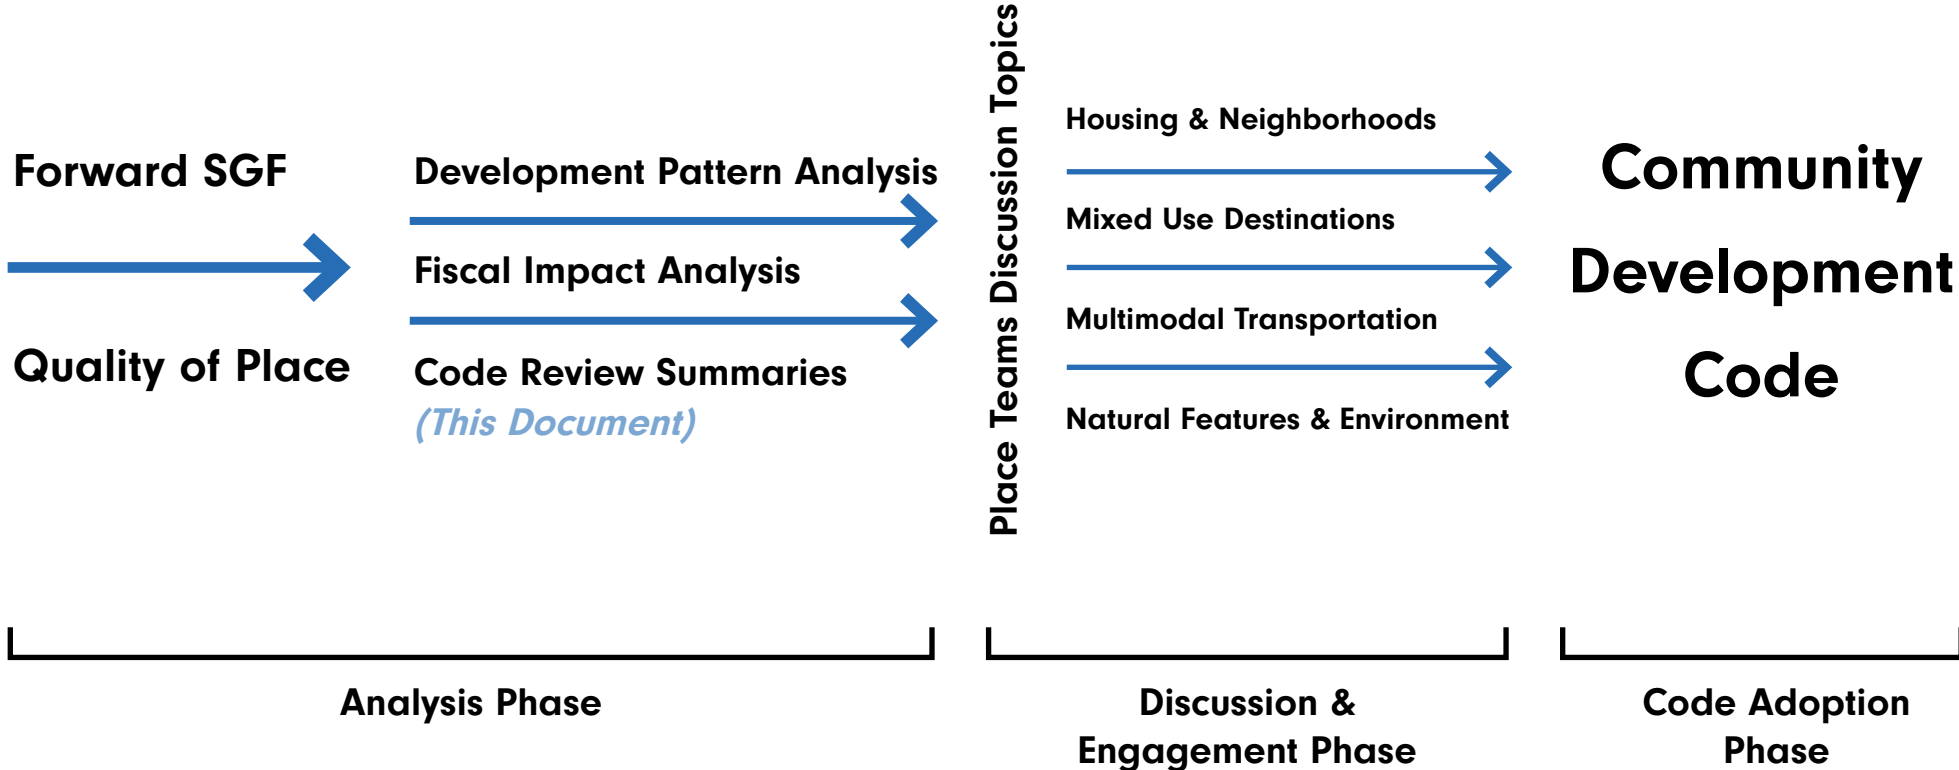 Forward SGF
Quality of Place
Development Pattern Analysis
Fiscal Impact Analysis
Code Review Summaries
(This Document)
Place Teams Discussion Topics
Housing & Neighborhoods
Mixed Use Destinations
Multimodal Transportation
Natural Features & Environment
Community
Development
Code
Analysis Phase
Discussion &
Engagement Phase
Code Adoption
Phase